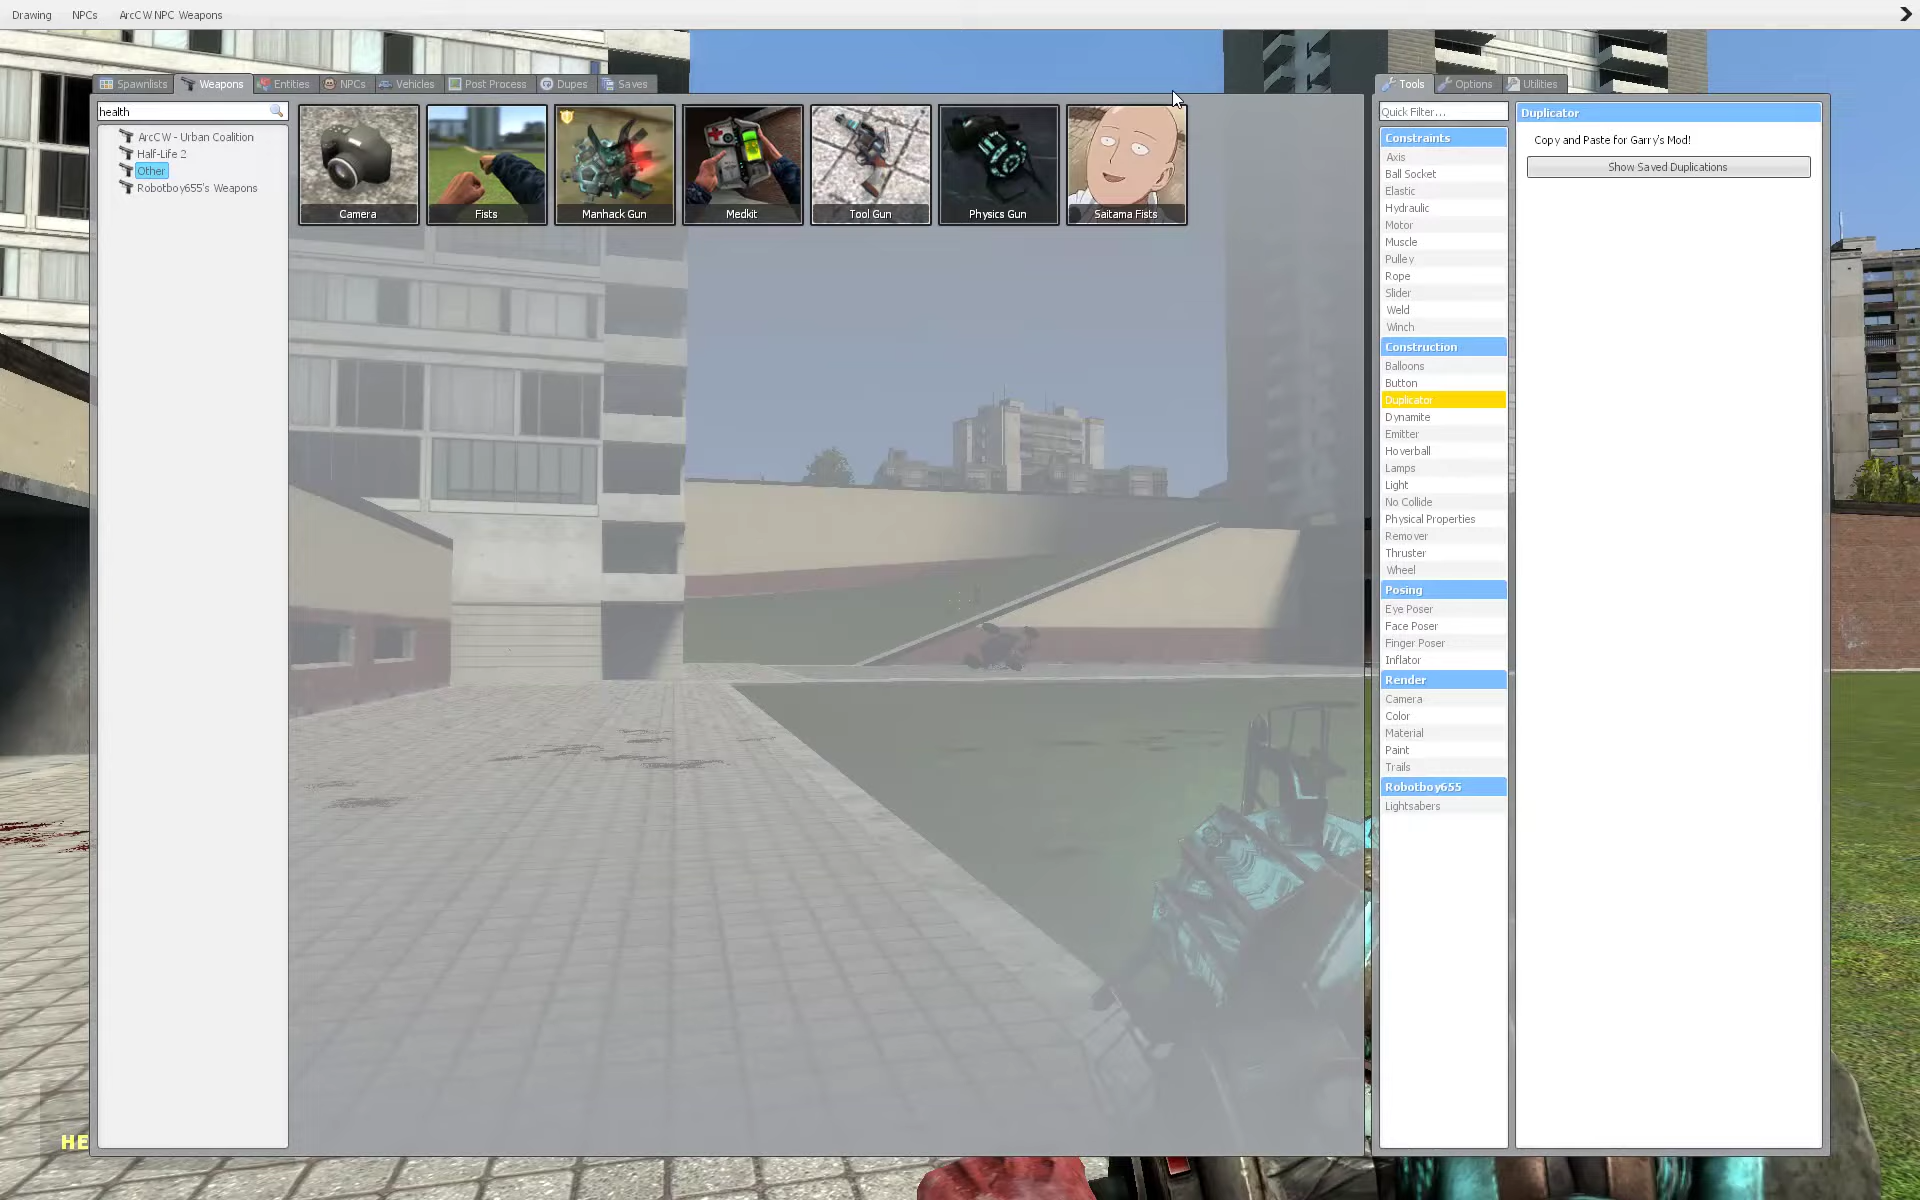 Drawing NPCs ArcCW NPC Weapons
Spawnlists Weapons Entities NPCs Vehicles Post Process Dupes Saves
health
ArcCW - Urban Coalition
Half-Life 2
Other
Robotboy655's Weapons
Camera Fists Manhack Gun Medkit Tool Gun Physics Gun Saitama Fists
HE
Tools Options Utilities
Quick Filter...
Constraints
Axis
Ball Socket
Elastic
Hydraulic
Motor
Muscle
Pulley
Rope
Slider
Weld
Winch
Construction
Balloons
Button
Duplicator
Dynamite
Emitter
Hoverball
Lamps
Light
No Collide
Physical Properties
Remover
Thruster
Wheel
Posing
Eye Poser
Face Poser
Finger Poser
Inflator
Render
Camera
Color
Material
Paint
Trails
Robotboy655
Lightsabers
Duplicator
Copy and Paste for Garry's Mod!
Show Saved Duplications